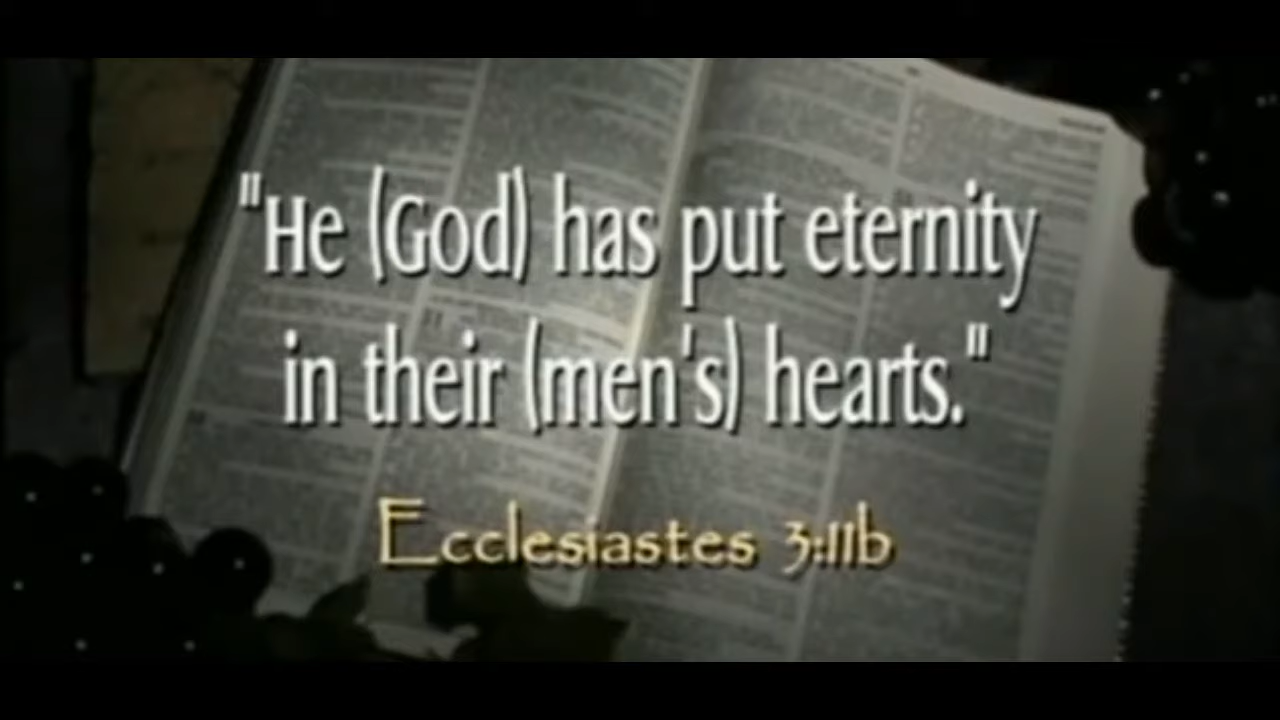 "He (God) has put eternity
in their (men's) hearts."
Ecclesiastes 3:11b